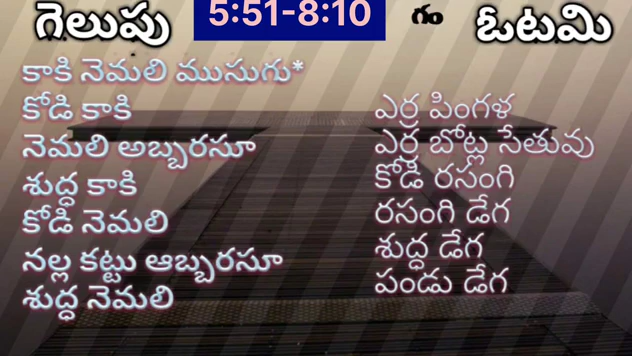 గెలుపు 5:51-8:10 గం ఓటమి
కాకి నెమలి ముసుగు*
కోడి కాకి
నెమలి అబ్బరసూ
శుద్ధ కాకి
కోడి నెమలి
నల్ల కట్టు ఆబ్బరసూ
శుద్ధ నెమలి
ఎర్ర పింగళ
ఎర్ర బోట్ల సేతువు
కోడి రసంగి
రసంగి డేగ
శుద్ధ డేగ
పండు డేగ